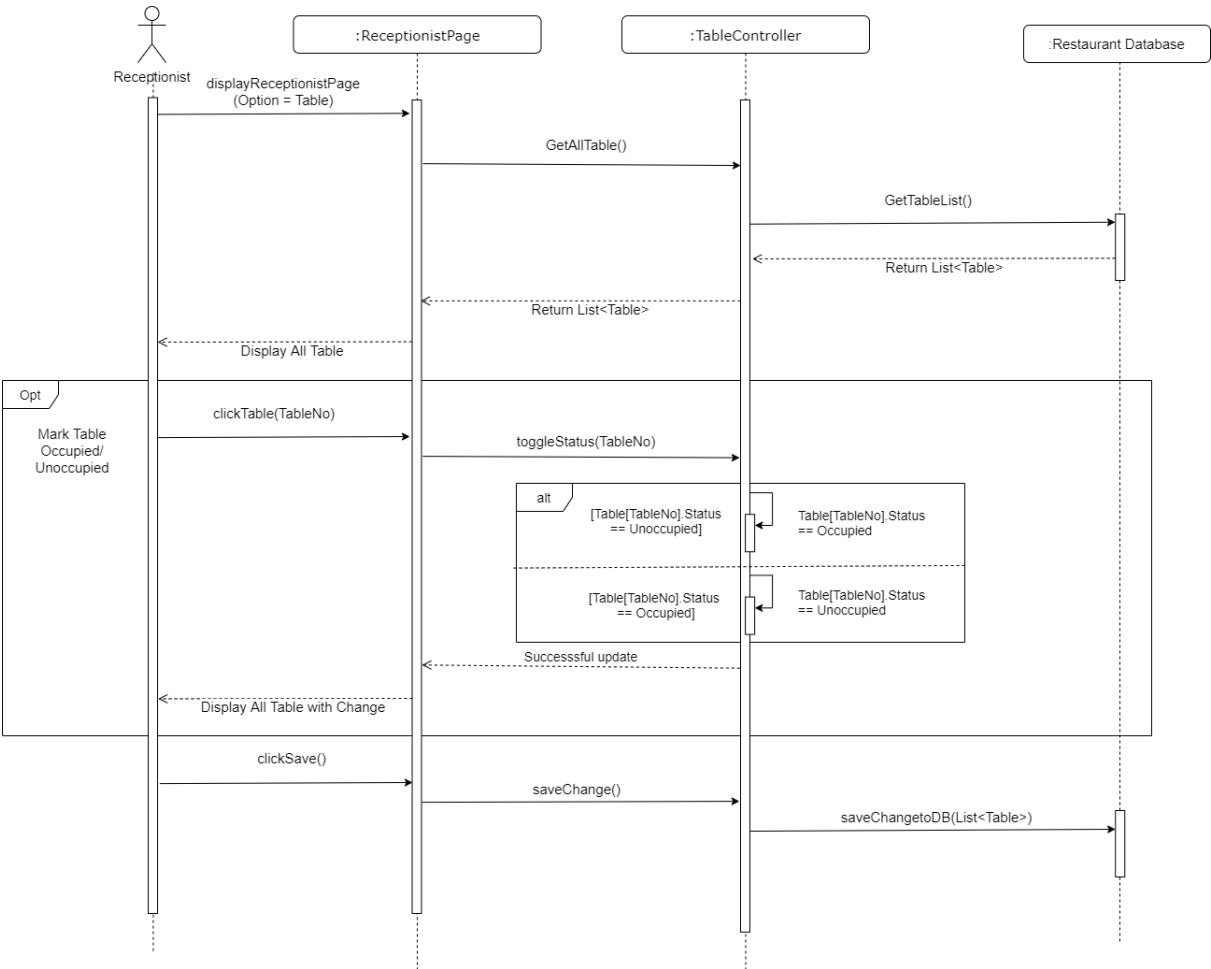 :ReceptionistPage
:TableController
:Restaurant Database
Receptionist
displayReceptionistPage
(Option = Table)
GetAllTable()
GetTableList()
Return List<Table>
Return List<Table>
Display All Table
Opt
Mark Table
Occupied/
Unoccupied
clickTable(TableNo)
toggleStatus(TableNo)
alt
[Table[TableNo].Status
== Unoccupied]
Table[TableNo].Status
== Occupied
[Table[TableNo].Status
== Occupied]
Table[TableNo].Status
== Unoccupied
Successsful update
Display All Table with Change
clickSave()
saveChange()
saveChangetoDB(List<Table>)